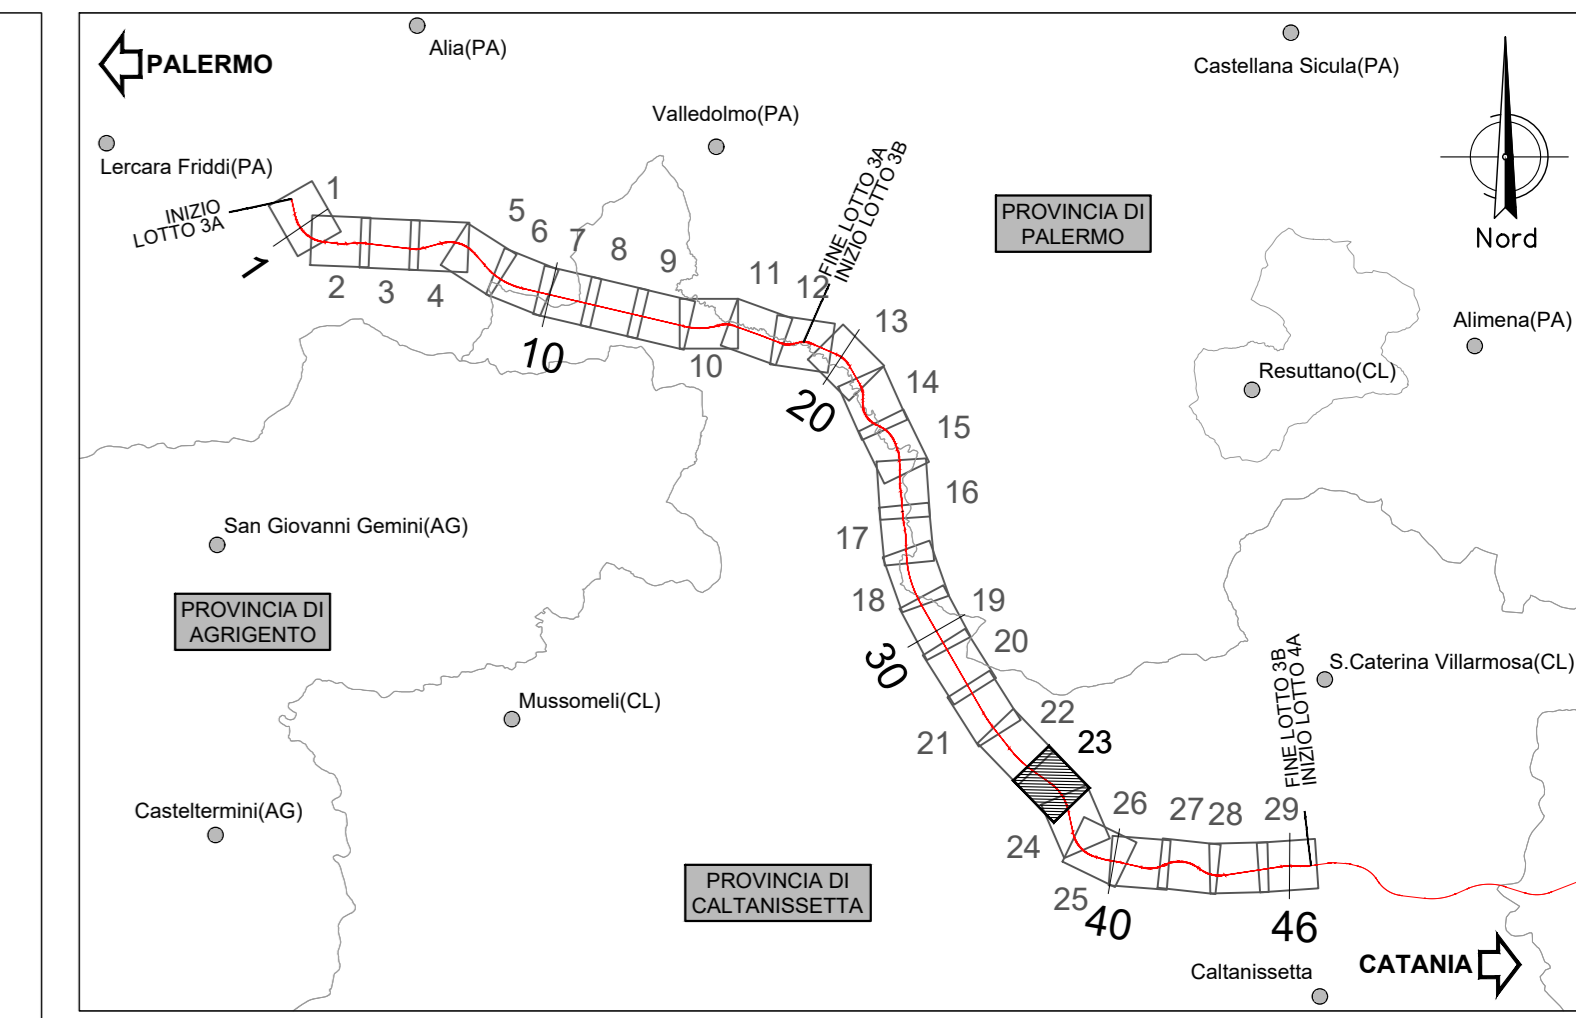 PALERMO
Alia(PA)
Castellana Sicula(PA)
Valledolmo(PA)
Lercara Friddi(PA)
INIZIO
LOTTO 3A
FINE LOTTO 3A
INIZIO LOTTO 3B
PROVINCIA DI
PALERMO
Nord
1
1
2
3
4
5
6
7
8
9
10
10
11
12
13
20
14
15
Alimena(PA)
Resuttano(CL)
16
17
San Giovanni Gemini(AG)
PROVINCIA DI
AGRIGENTO
18
19
20
30
FINE LOTTO 3B
INIZIO LOTTO 4A
S.Caterina Villarmosa(CL)
Mussomeli(CL)
21
22
23
Casteltermini(AG)
24
25
26
27
28
29
40
46
PROVINCIA DI
CALTANISSETTA
Caltanissetta
CATANIA